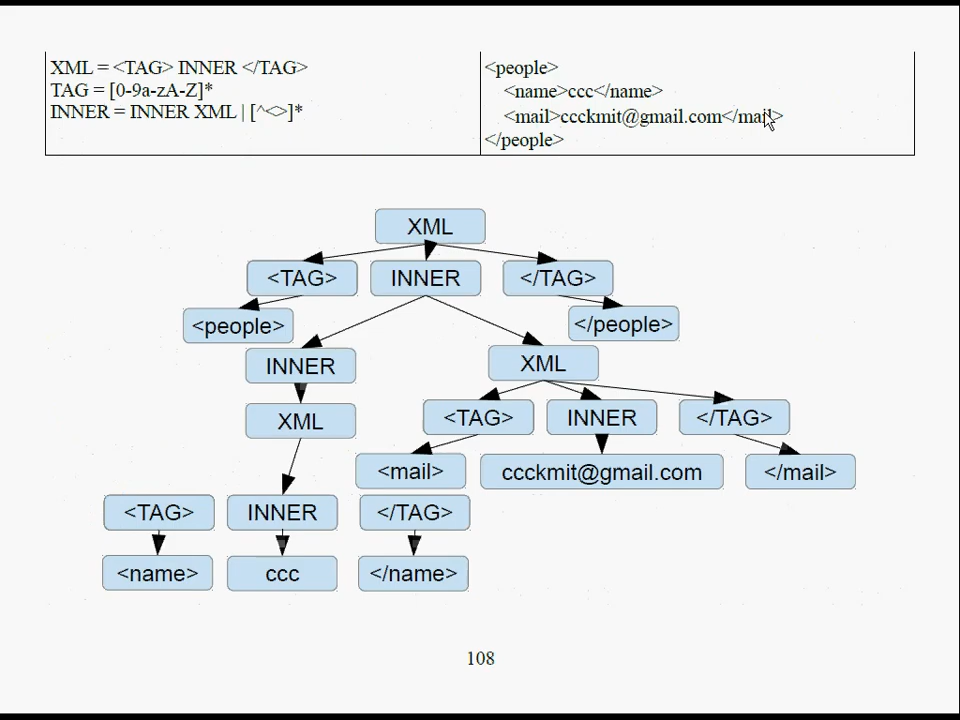 XML = <TAG> INNER </TAG>
TAG = [0-9a-zA-Z]*
INNER = INNER XML | [^<>]*
<people>
<name>ccc</name>
<mail>ccckmit@gmail.com</mail>
</people>
XML
<TAG> INNER </TAG>
<people> </people>
INNER XML
XML <TAG> INNER </TAG>
<mail> ccckmit@gmail.com </mail>
<TAG> INNER </TAG>
<name> ccc </name>
108